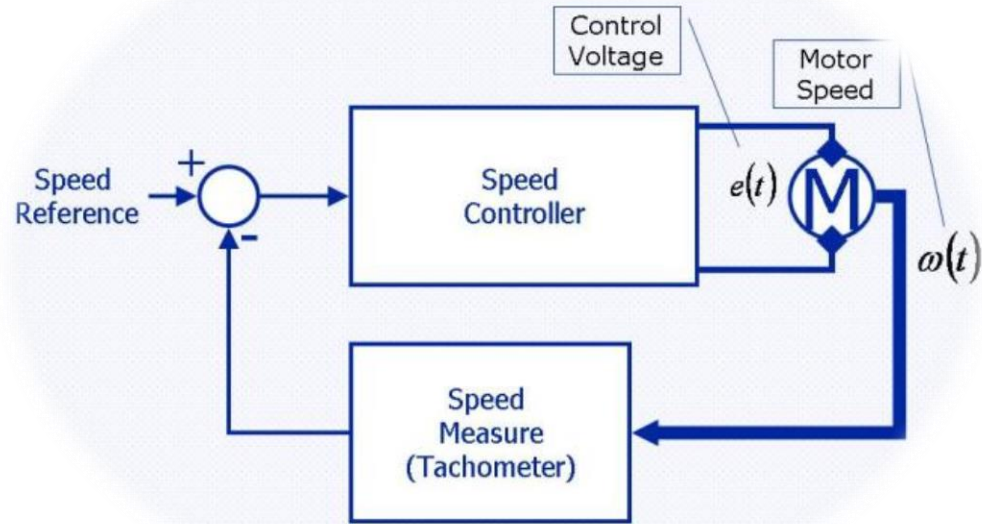 Control
Voltage
Motor
Speed
+
Speed
Reference
-
Speed
Controller
e(t)
M
ω(t)
Speed
Measure
(Tachometer)